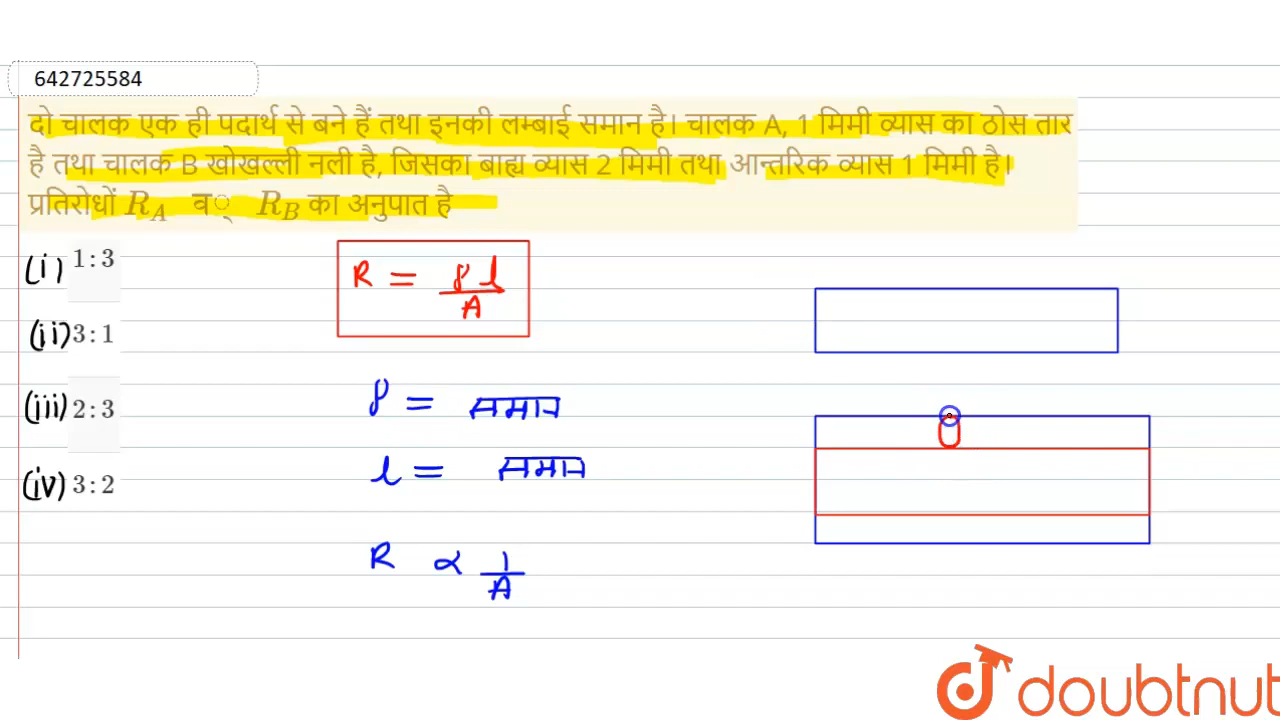 642725584
दो चालक एक ही पदार्थ से बने हैं तथा इनकी लम्बाई समान है। चालक A, 1 मिमी व्यास का ठोस तार
है तथा चालक B खोखल्ली नली है, जिसका बाह्य व्यास 2 मिमी तथा आन्तरिक व्यास 1 मिमी है।
प्रतिरोधों R_A व् R_B का अनुपात है
(i) 1 : 3
(ii) 3 : 1
(iii) 2 : 3
(iv) 3 : 2
R = ρl/A
ρ = समान
l = समान
R ∝ 1/A
doubtnut